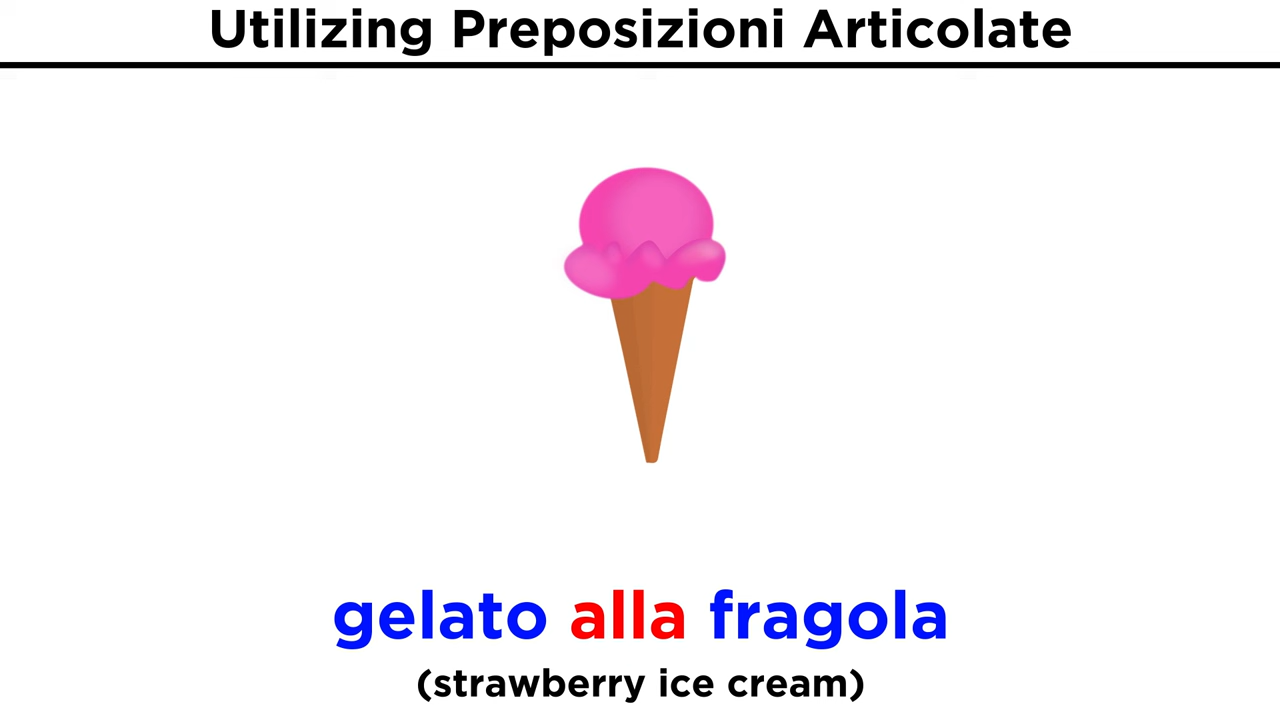 Utilizing Preposizioni Articolate
gelato alla fragola
(strawberry ice cream)